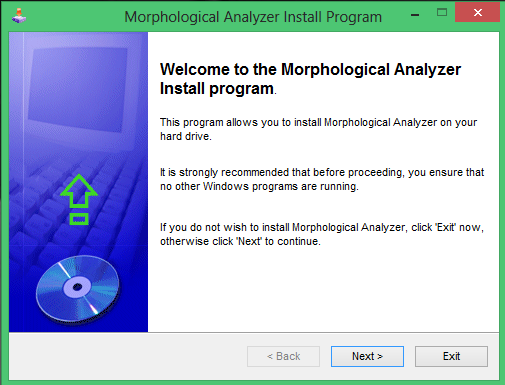 Morphological Analyzer Install Program
Welcome to the Morphological Analyzer
Install program.
This program allows you to install Morphological Analyzer on your
hard drive.
It is strongly recommended that before proceeding, you ensure that
no other Windows programs are running.
If you do not wish to install Morphological Analyzer, click 'Exit' now,
otherwise click 'Next' to continue.
< Back
Next >
Exit